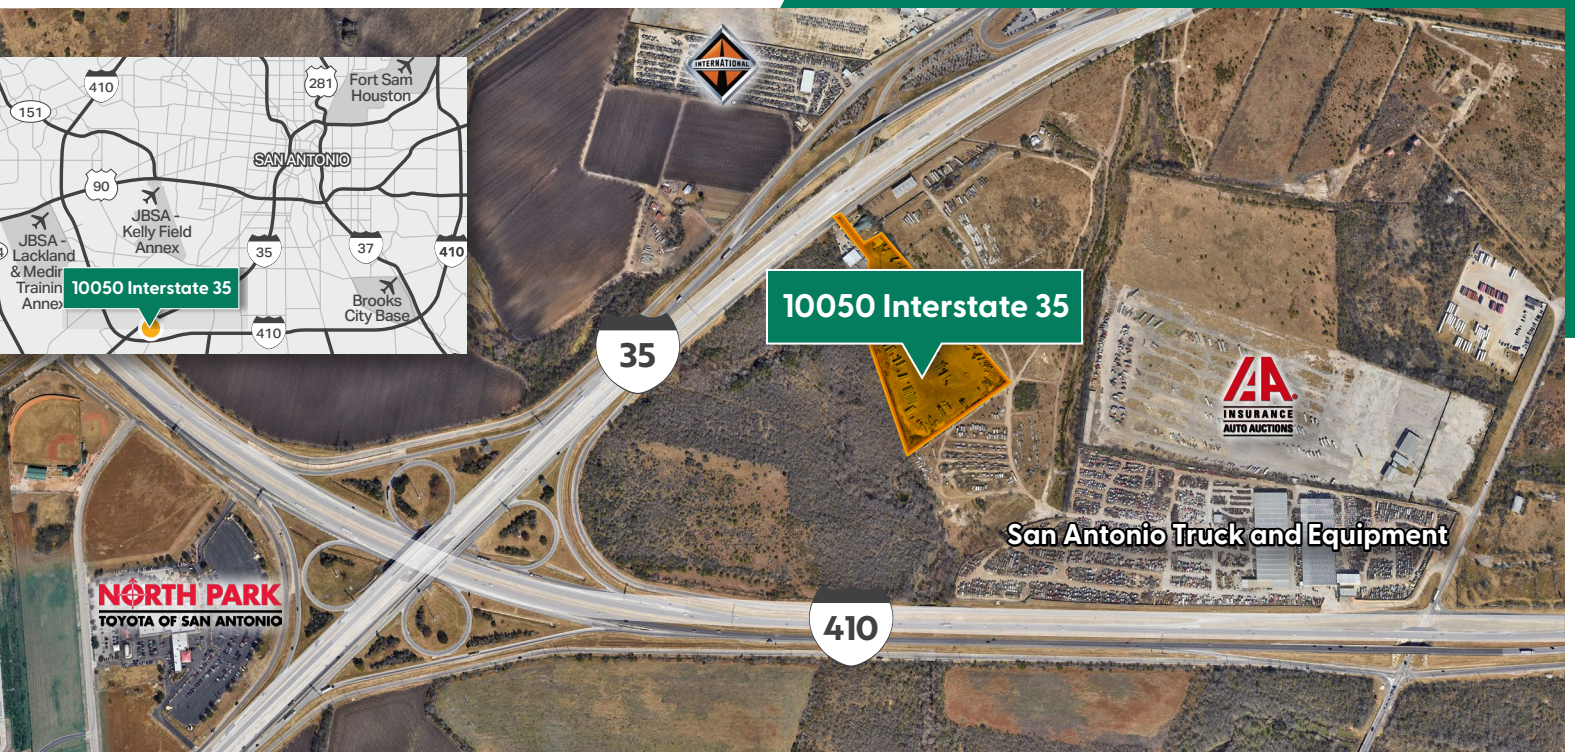 410
281
Fort Sam
Houston
151
SAN ANTONIO
90
JBSA -
Kelly Field
Annex
JBSA -
Lackland
& Medin
Trainin
Annex
35
37
410
10050 Interstate 35
Brooks
City Base
410
INTERNATIONAL
10050 Interstate 35
35
IAA
INSURANCE
AUTO AUCTIONS
San Antonio Truck and Equipment
NORTH PARK
TOYOTA OF SAN ANTONIO
410